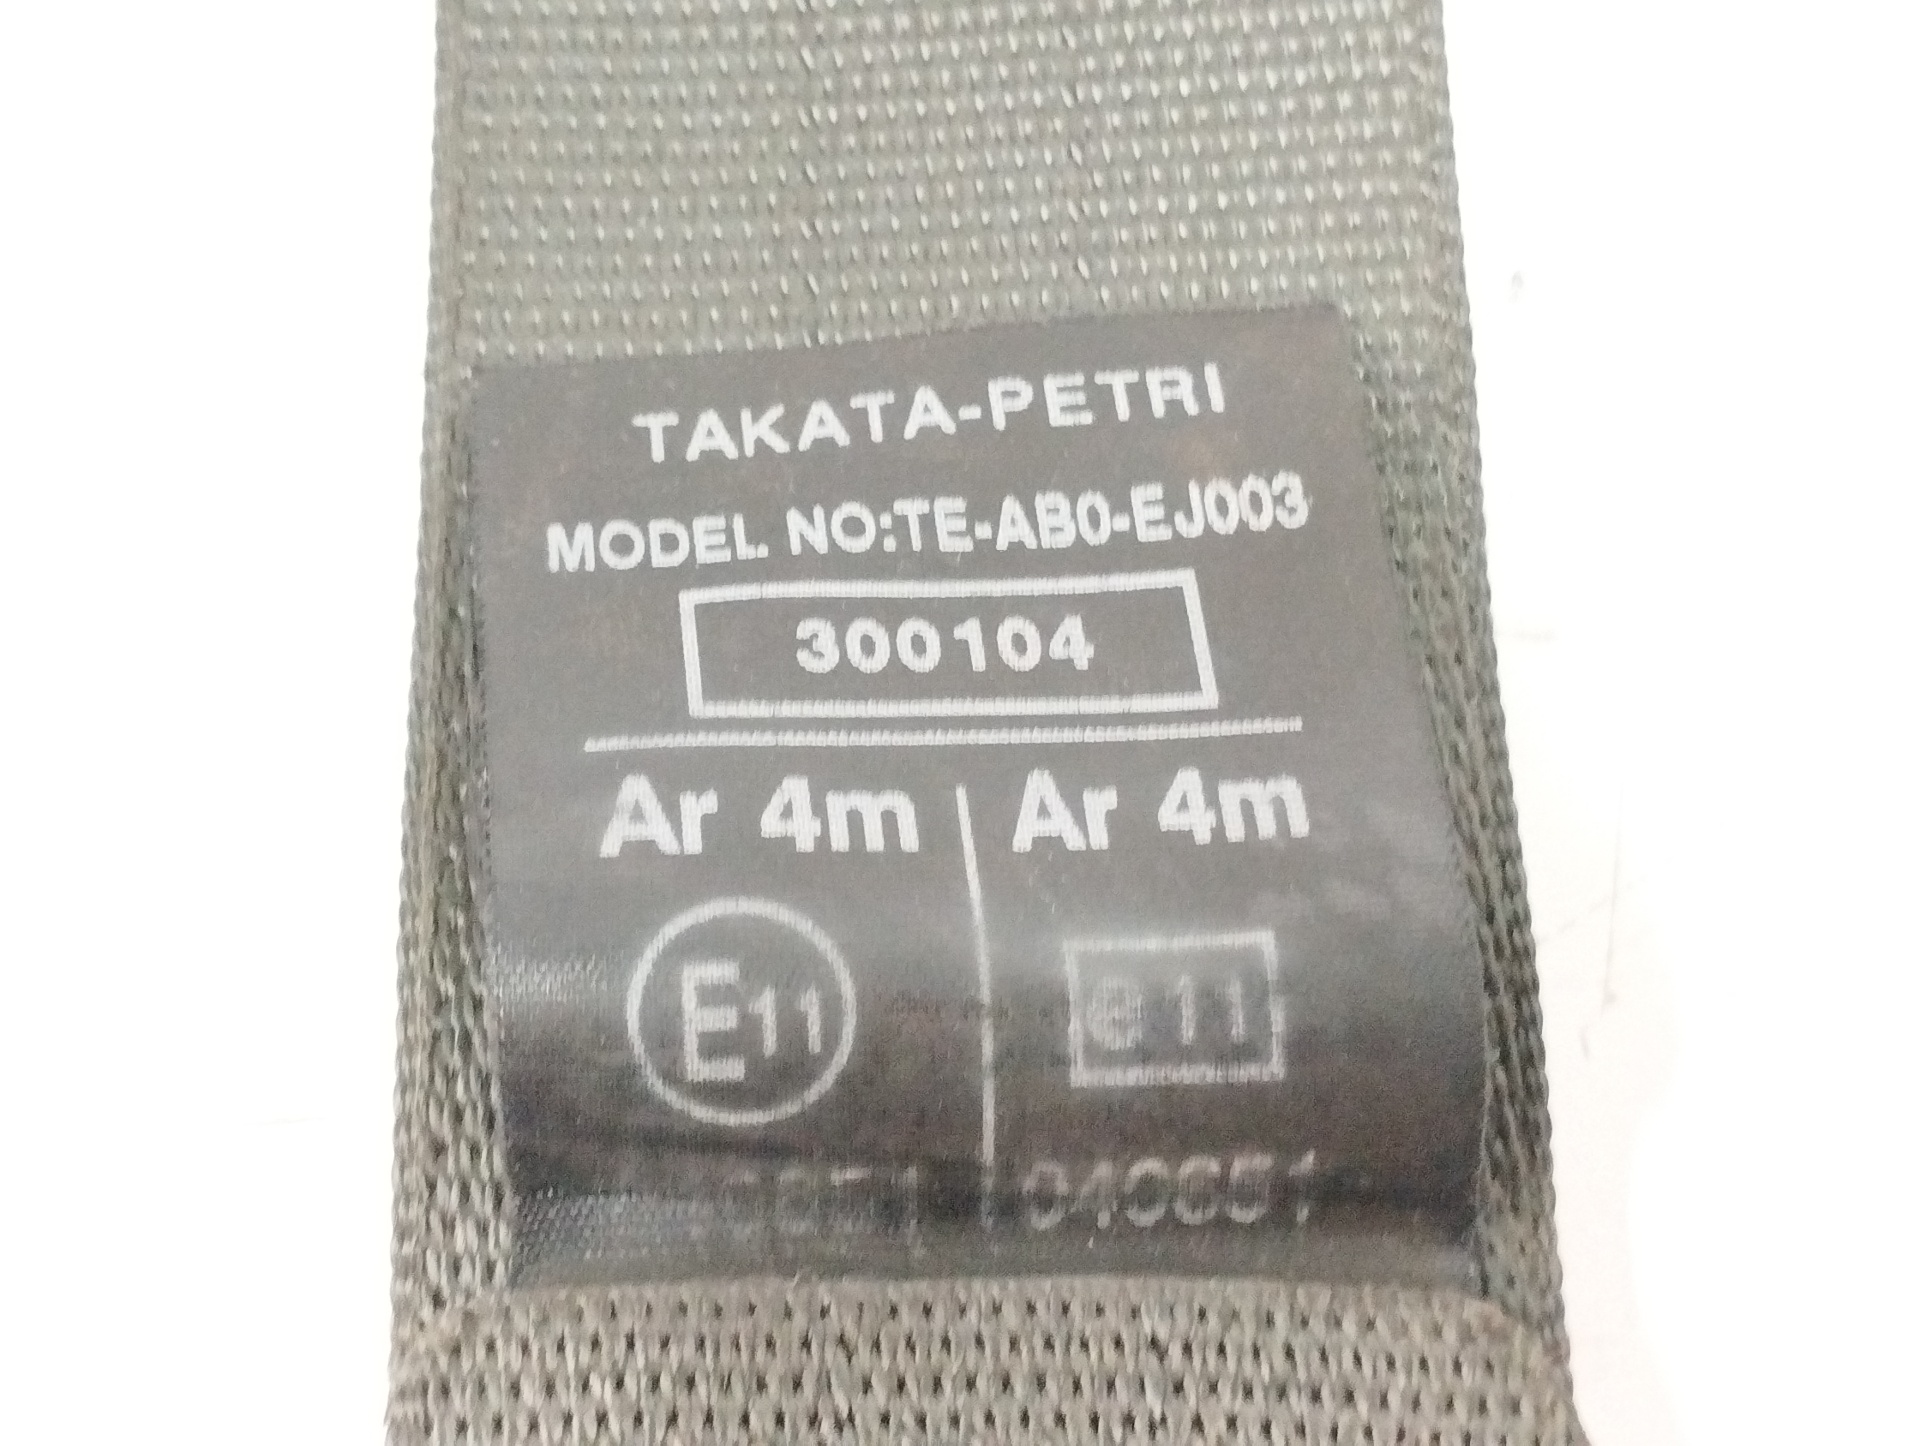 TAKATA-PETRI
MODEL NO:TE-AB0-EJ003
300104
Ar 4m Ar 4m
E11 e11